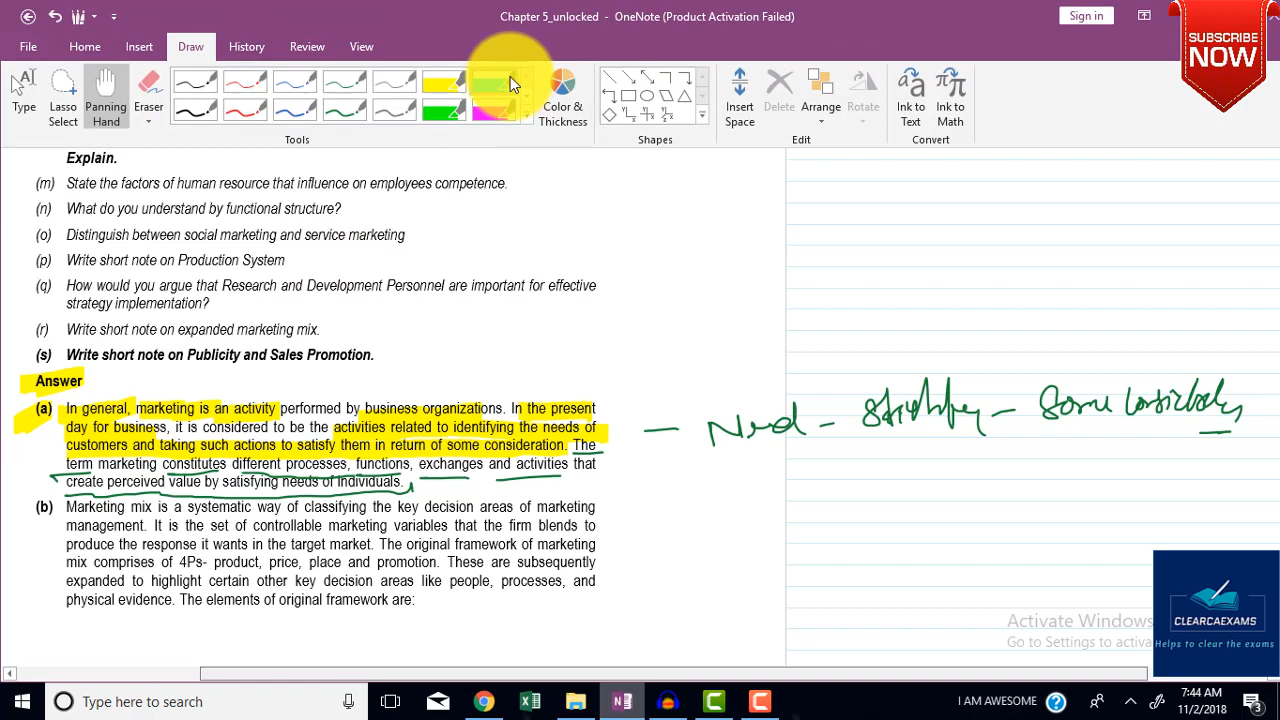 Chapter 5_unlocked - OneNote (Product Activation Failed)
Sign in
SUBSCRIBE
NOW
File Home Insert Draw History Review View
Type
Lasso Select
Panning Hand
Eraser
Color & Thickness
Insert Space
Delete
Arrange
Rotate
Ink to Text
Ink to Math
Tools
Shapes
Edit
Convert
Explain.
(m) State the factors of human resource that influence on employees competence.
(n) What do you understand by functional structure?
(o) Distinguish between social marketing and service marketing
(p) Write short note on Production System
(q) How would you argue that Research and Development Personnel are important for effective
strategy implementation?
(r) Write short note on expanded marketing mix.
(s) Write short note on Publicity and Sales Promotion.
Answer
(a) In general, marketing is an activity performed by business organizations. In the present
day for business, it is considered to be the activities related to identifying the needs of
customers and taking such actions to satisfy them in return of some consideration. The
term marketing constitutes different processes, functions, exchanges and activities that
create perceived value by satisfying needs of individuals.
— Need – – Some
(b) Marketing mix is a systematic way of classifying the key decision areas of marketing
management. It is the set of controllable marketing variables that the firm blends to
produce the response it wants in the target market. The original framework of marketing
mix comprises of 4Ps- product, price, place and promotion. These are subsequently
expanded to highlight certain other key decision areas like people, processes, and
physical evidence. The elements of original framework are:
Activate Windows
Go to Settings to activa
CLEARCAEXAMS
Helps to clear the exams
Type here to search
I AM AWESOME
7:44 AM
11/2/2018
3